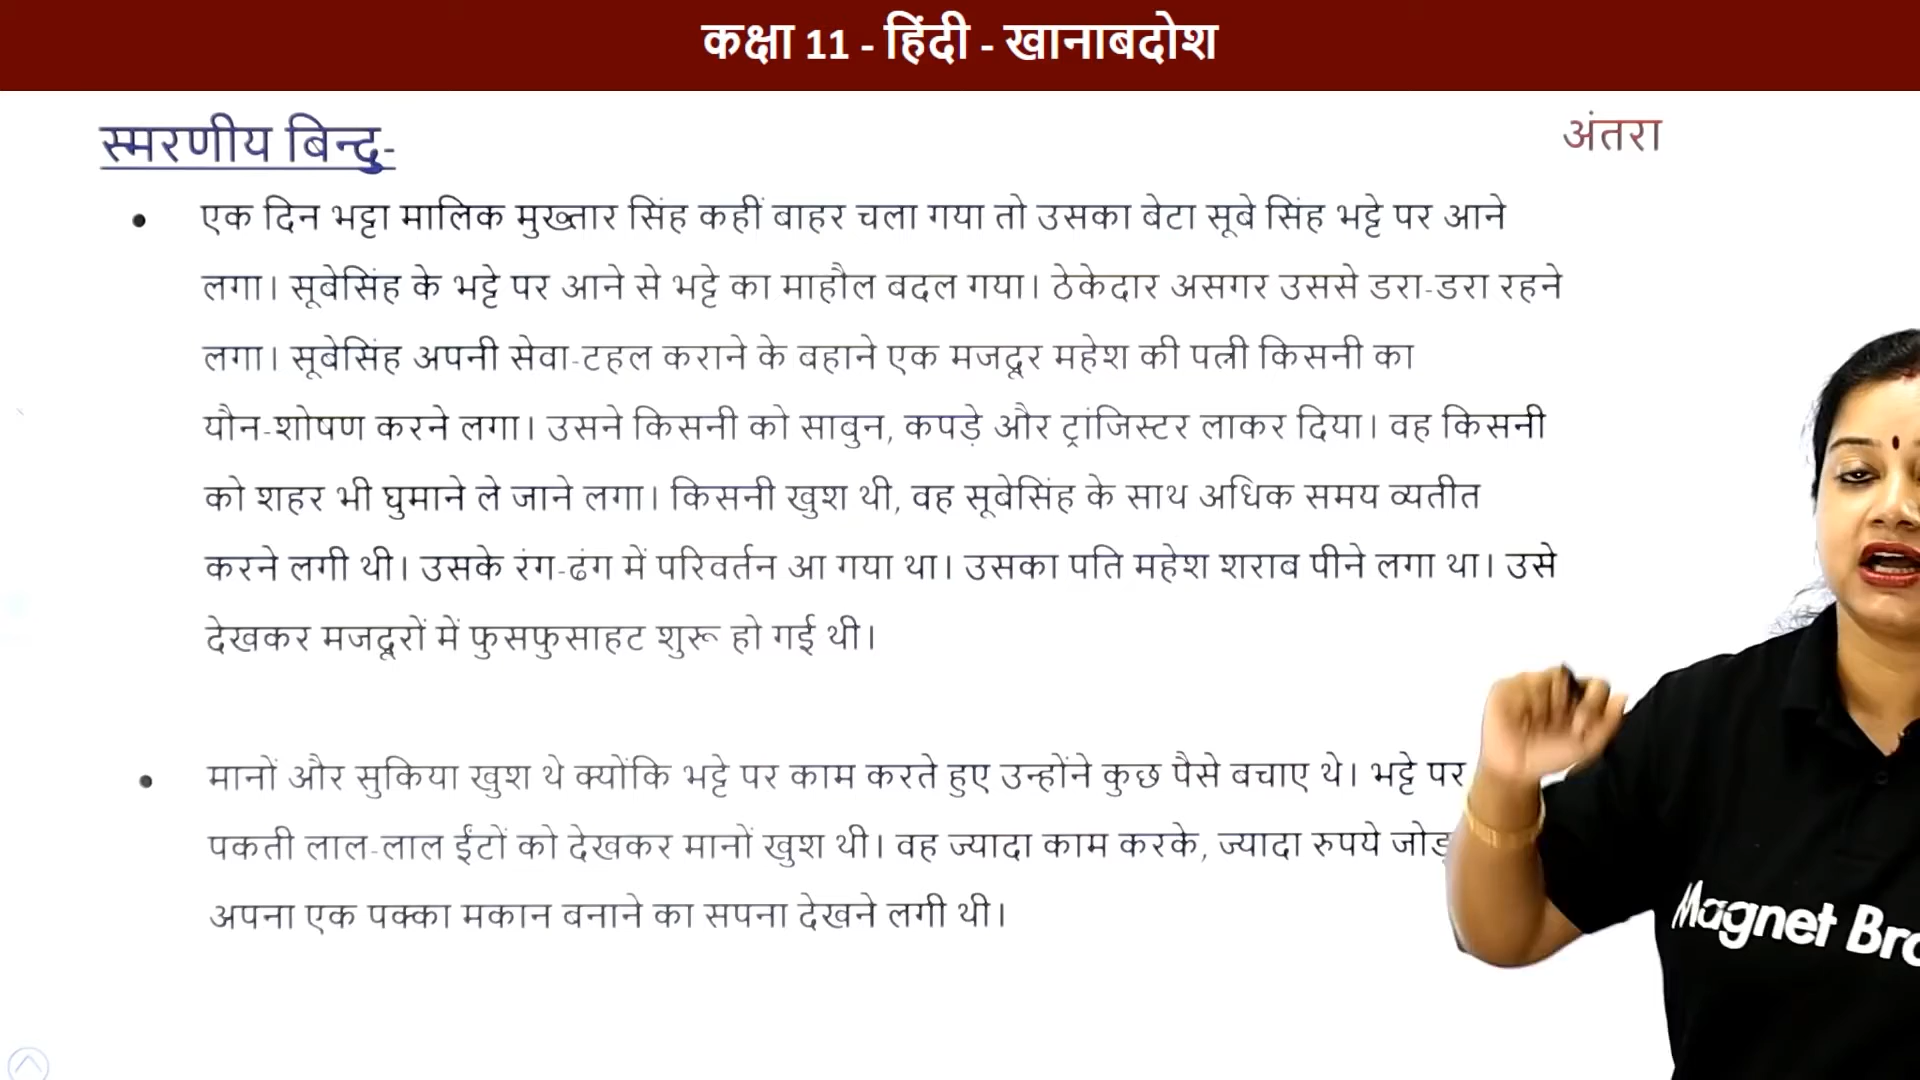 कक्षा 11 - हिंदी - खानाबदोश
स्मरणीय बिन्दु-
अंतरा
• एक दिन भट्टा मालिक मुख्तार सिंह कहीं बाहर चला गया तो उसका बेटा सूबे सिंह भट्टे पर आने
लगा। सूबेसिंह के भट्टे पर आने से भट्टे का माहौल बदल गया। ठेकेदार असगर उससे डरा-डरा रहने
लगा। सूबेसिंह अपनी सेवा-टहल कराने के बहाने एक मजदूर महेश की पत्नी किसनी का
यौन-शोषण करने लगा। उसने किसनी को साबुन, कपड़े और ट्रांजिस्टर लाकर दिया। वह किसनी
को शहर भी घुमाने ले जाने लगा। किसनी खुश थी, वह सूबेसिंह के साथ अधिक समय व्यतीत
करने लगी थी। उसके रंग-ढंग में परिवर्तन आ गया था। उसका पति महेश शराब पीने लगा था। उसे
देखकर मजदूरों में फुसफुसाहट शुरू हो गई थी।
• मानों और सुकिया खुश थे क्योंकि भट्टे पर काम करते हुए उन्होंने कुछ पैसे बचाए थे। भट्टे पर
पकती लाल-लाल ईंटों को देखकर मानों खुश थी। वह ज्यादा काम करके, ज्यादा रुपये
अपना एक पक्का मकान बनाने का सपना देखने लगी थी।
Magnet